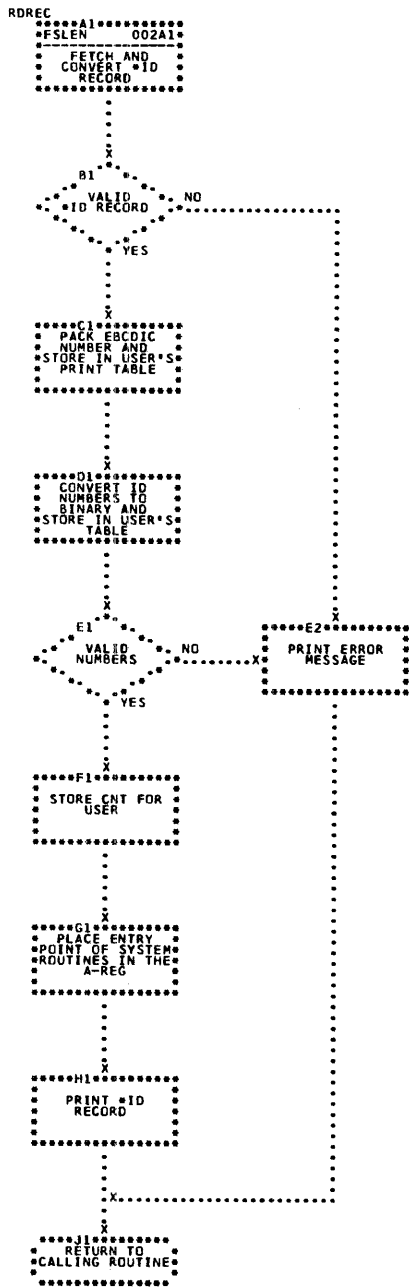 RDREC
A1
FSLEN 002A1
FETCH AND
CONVERT *ID
RECORD
B1
VALID
*ID RECORD
NO
YES
C1
PACK EBCDIC
NUMBER AND
STORE IN USER'S
PRINT TABLE
D1
CONVERT ID
NUMBERS TO
BINARY AND
STORE IN USER'S
TABLE
E1
VALID
NUMBERS
NO
YES
E2
PRINT ERROR
MESSAGE
F1
STORE CNT FOR
USER
G1
PLACE ENTRY
POINT OF SYSTEM
ROUTINES IN THE
A-REG
H1
PRINT *ID
RECORD
J1
RETURN TO
CALLING ROUTINE